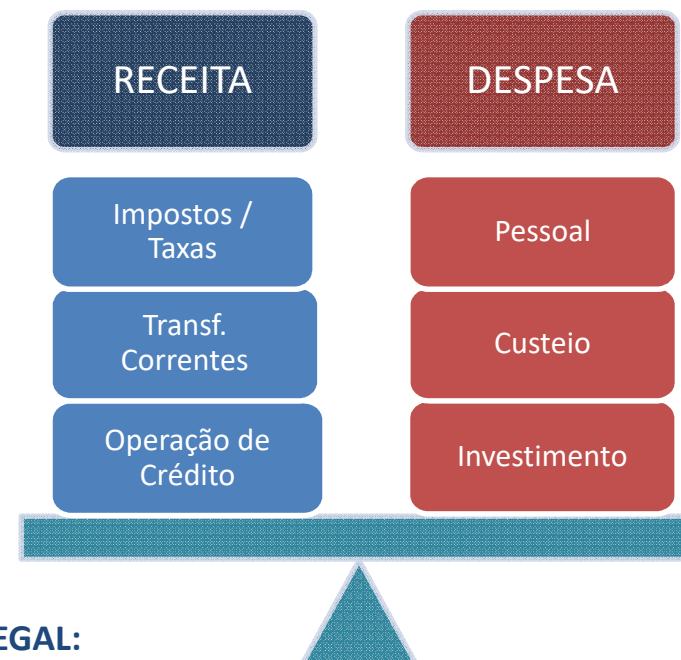 RECEITA
DESPESA
Impostos /
Taxas
Pessoal
Transf.
Correntes
Custeio
Operação de
Crédito
Investimento
EGAL: